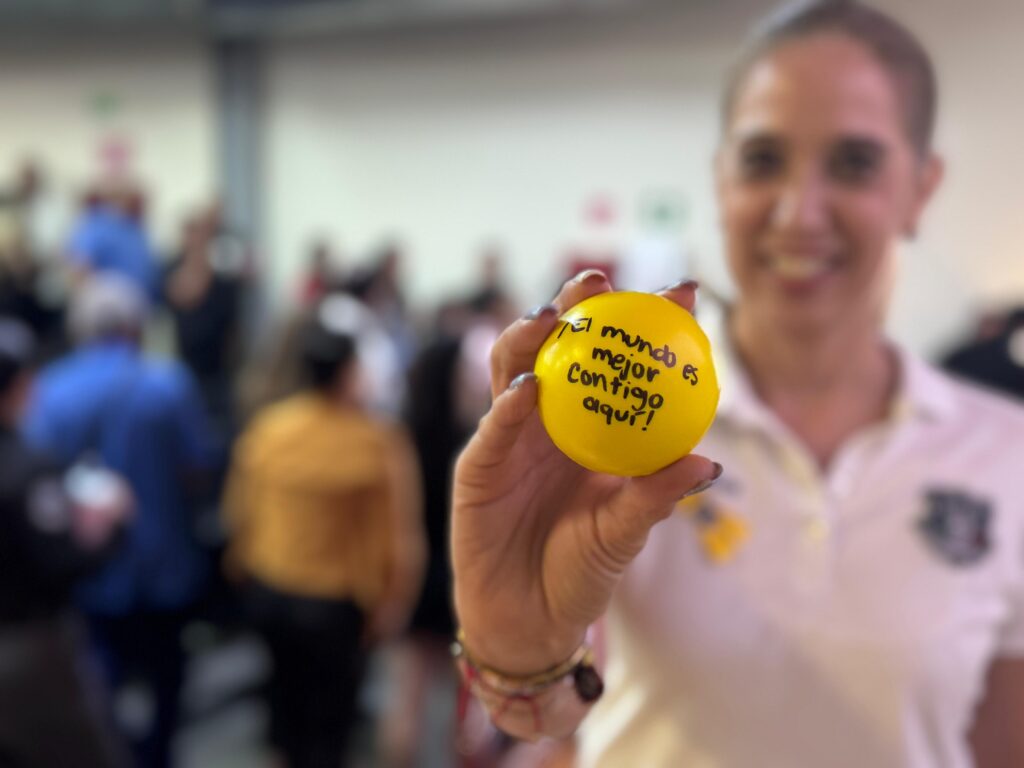 ¡El mundo es
mejor
contigo
aquí!